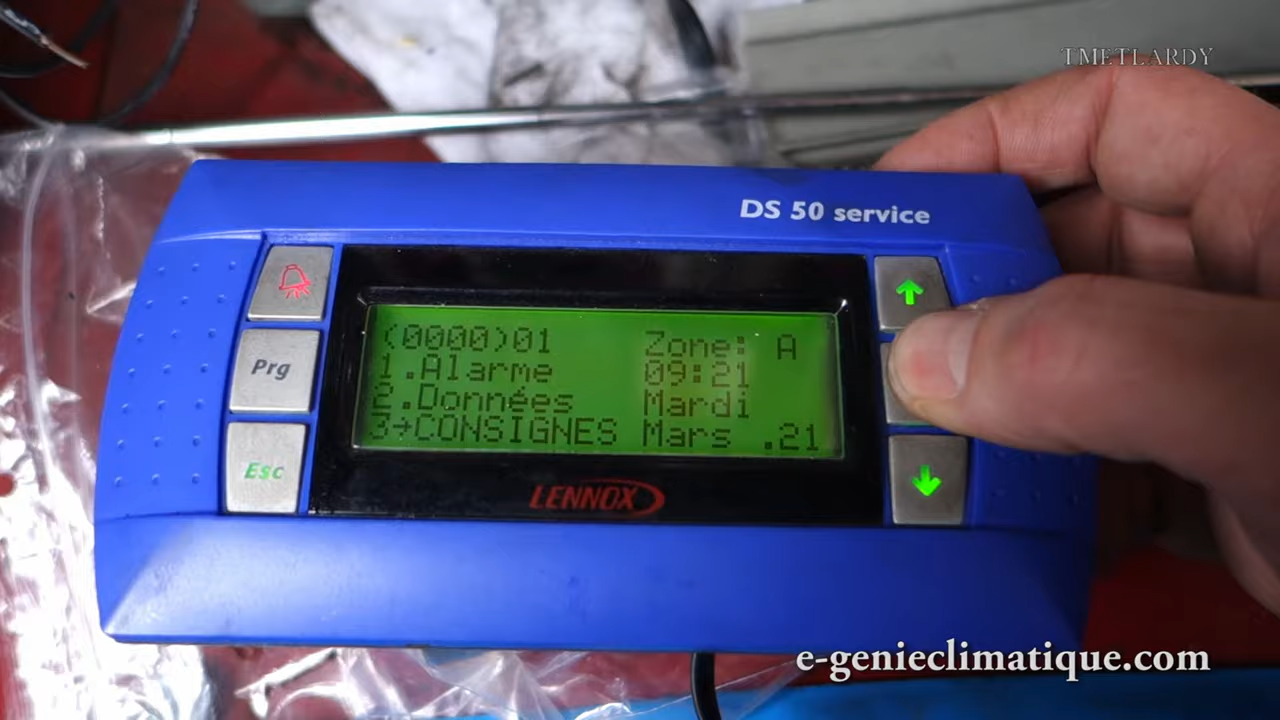 TMETLARDY
DS 50 service
Prg
Esc
(0000)01 Zone: A
1.Alarme 09:21
2.Données Mardi
3→CONSIGNES Mars .21
LENNOX
e-genieclimatique.com